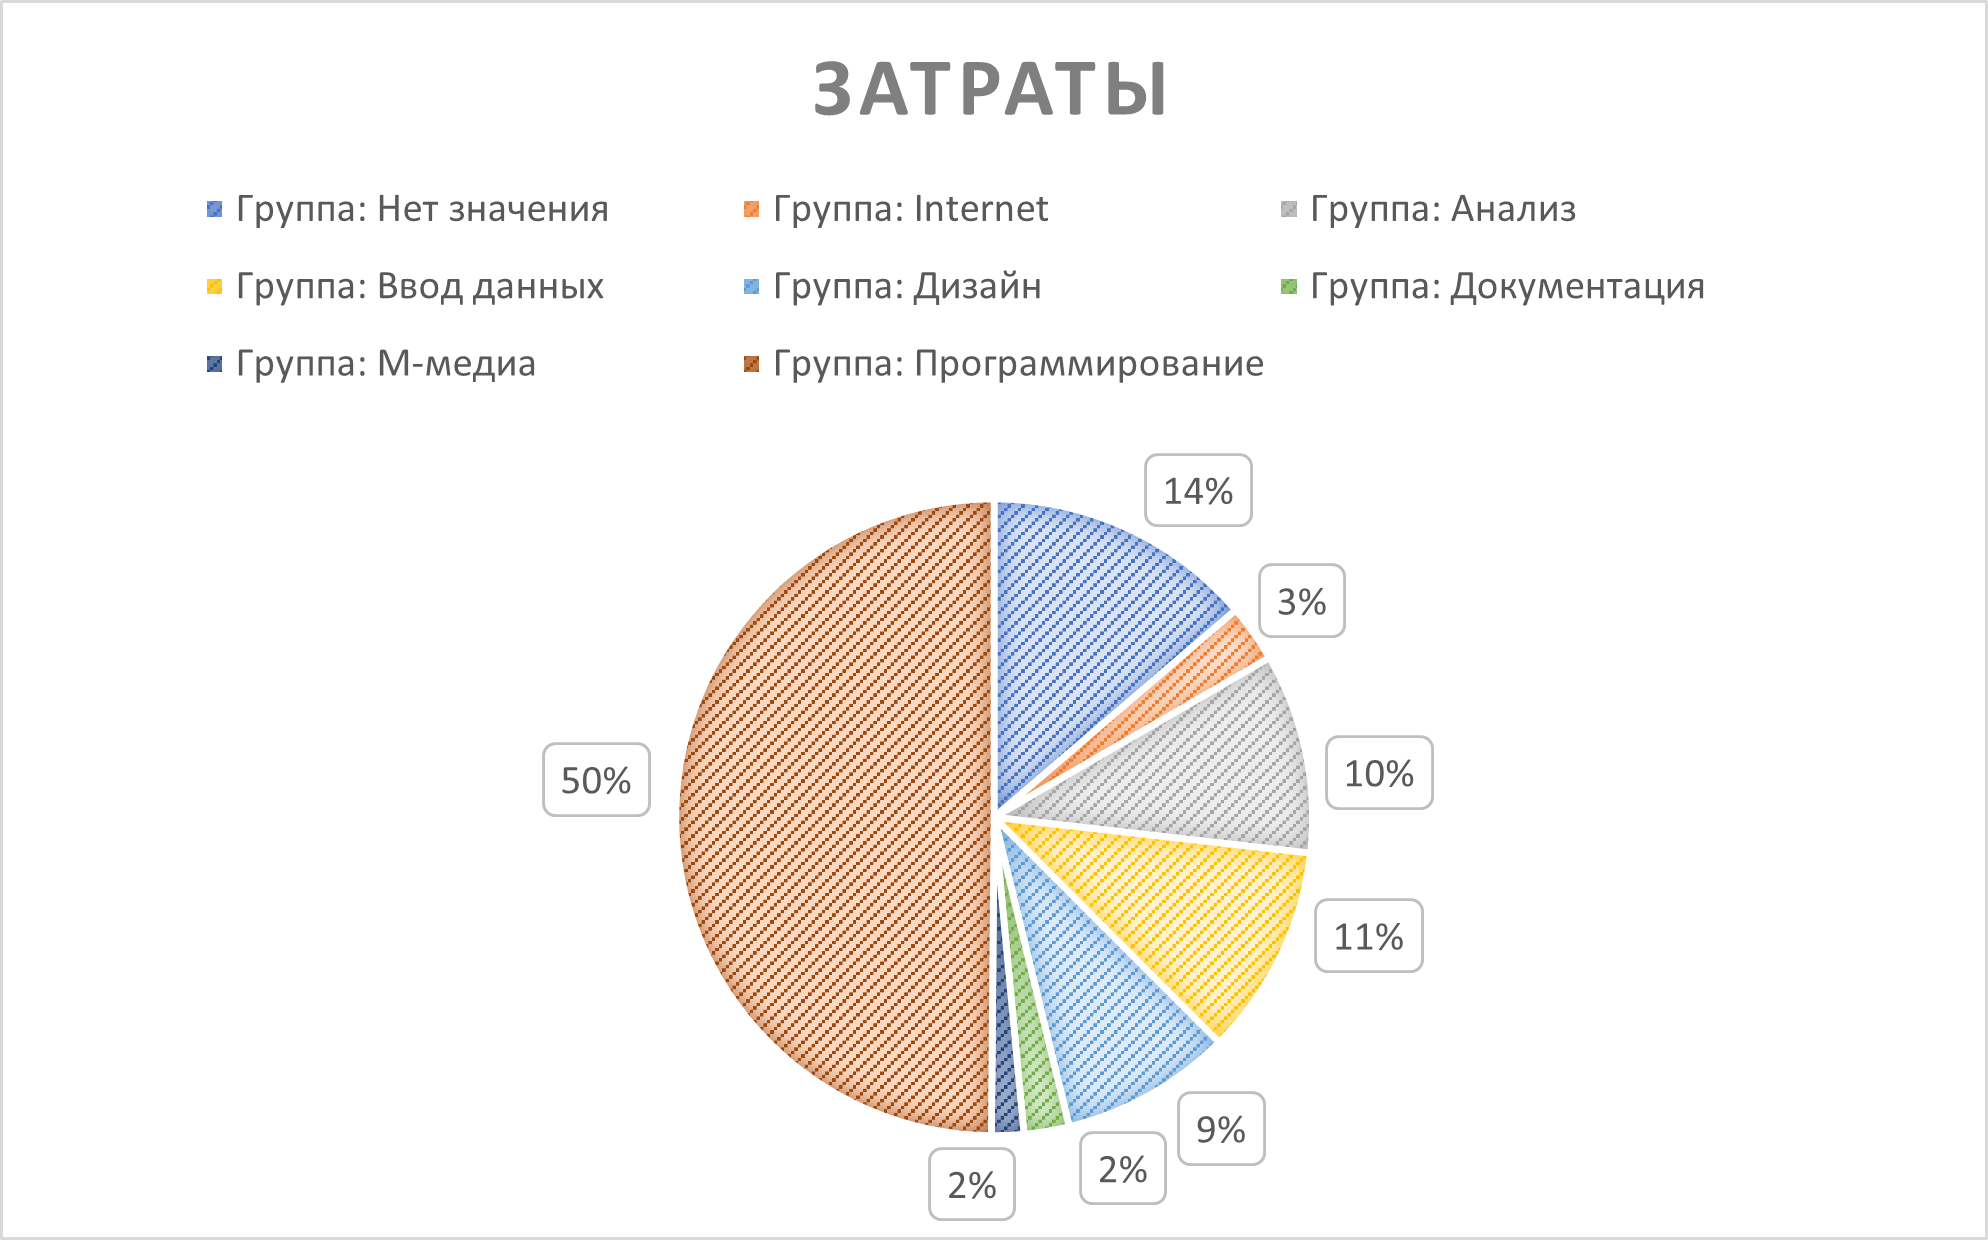 ЗАТРАТЫ
Группа: Нет значения
Группа: Internet
Группа: Анализ
Группа: Ввод данных
Группа: Дизайн
Группа: Документация
Группа: М-медиа
Группа: Программирование
14%
3%
10%
11%
9%
2%
2%
50%